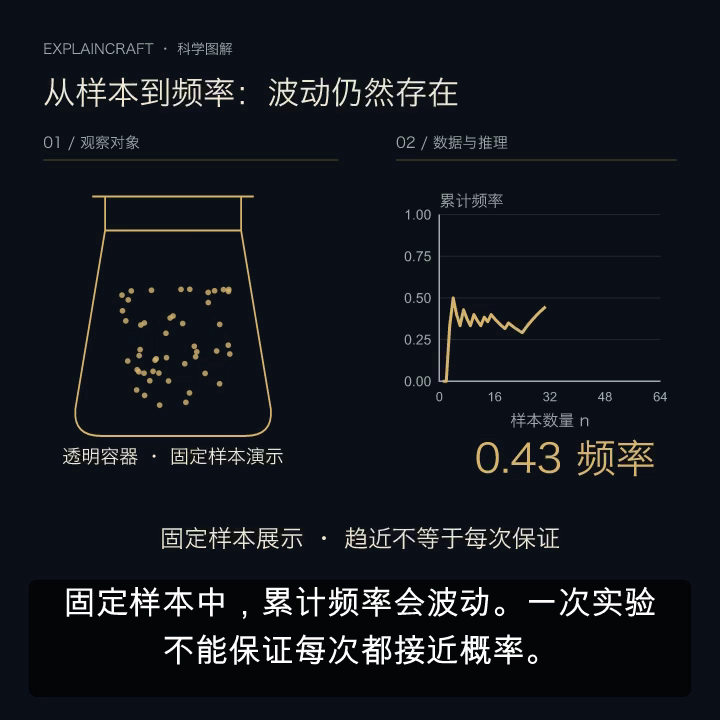 EXPLAINCRAFT · 科学图解
从样本到频率：波动仍然存在
01 / 观察对象
02 / 数据与推理
累计频率
1.00
0.75
0.50
0.25
0.00
0 16 32 48 64
样本数量 n
透明容器 · 固定样本演示
0.43 频率
固定样本展示 · 趋近不等于每次保证
固定样本中，累计频率会波动。一次实验
不能保证每次都接近概率。